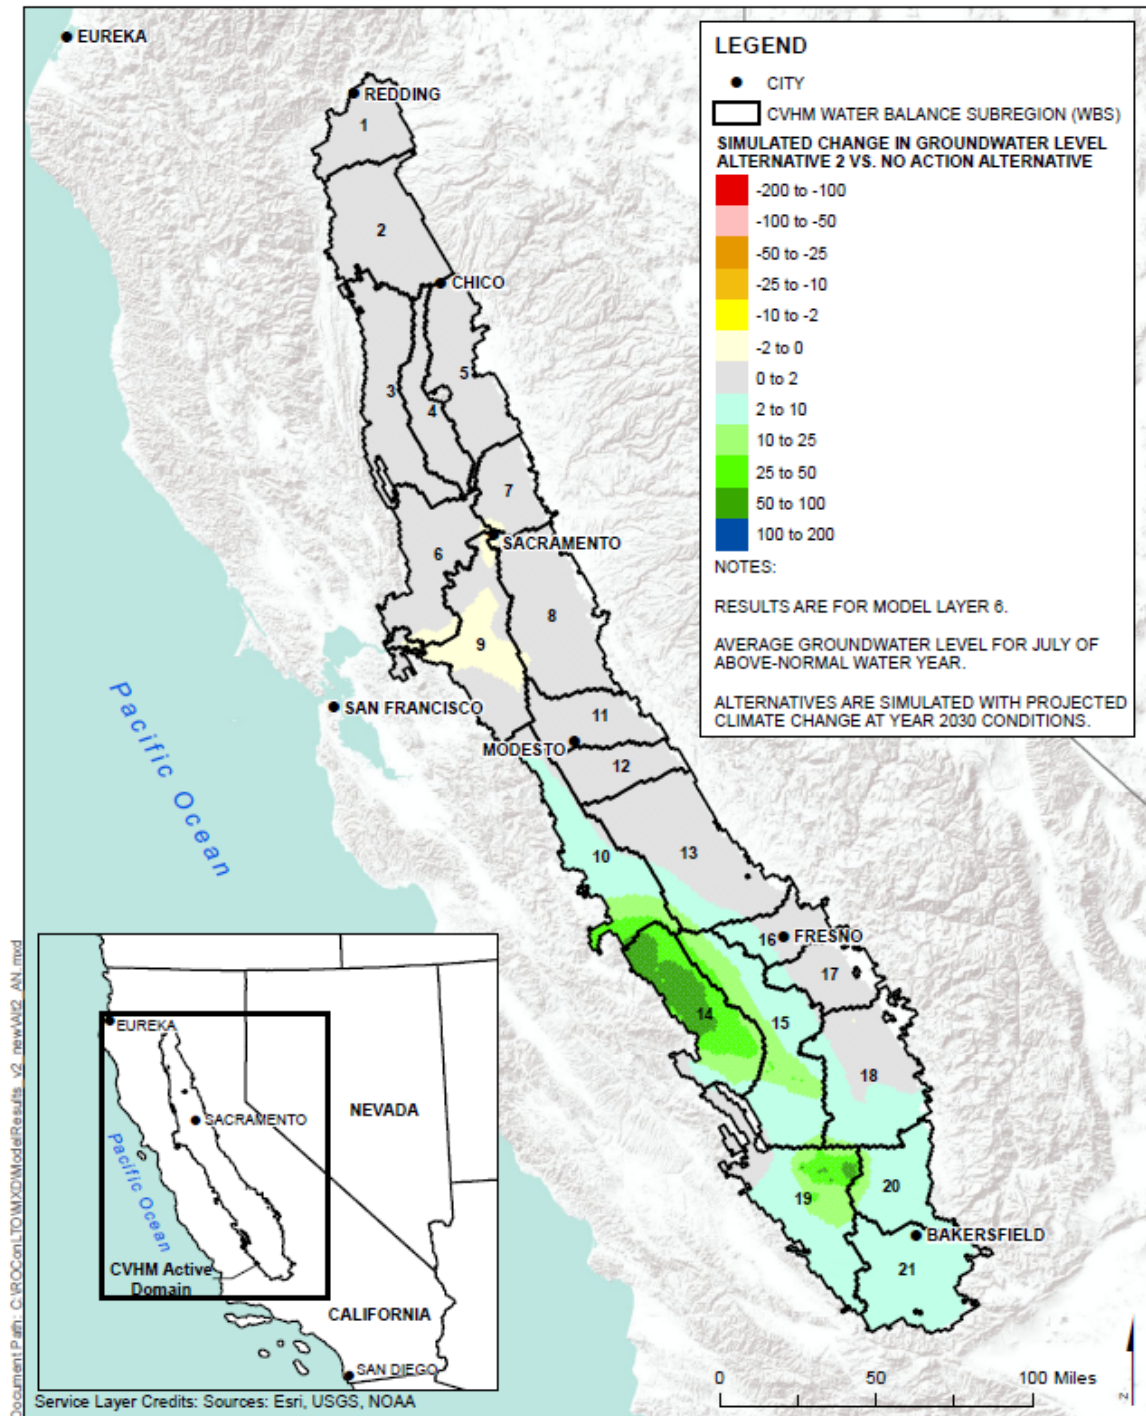 EUREKA
REDDING
1
2
CHICO
3
4
5
7
SACRAMENTO
6
8
9
SAN FRANCISCO
11
MODESTO
12
10
13
16
FRESNO
17
14
15
18
19
20
BAKERSFIELD
21
Pacific Ocean
LEGEND
CITY
CVHM WATER BALANCE SUBREGION (WBS)
SIMULATED CHANGE IN GROUNDWATER LEVEL
ALTERNATIVE 2 VS. NO ACTION ALTERNATIVE
-200 to -100
-100 to -50
-50 to -25
-25 to -10
-10 to -2
-2 to 0
0 to 2
2 to 10
10 to 25
25 to 50
50 to 100
100 to 200
NOTES:
RESULTS ARE FOR MODEL LAYER 6.
AVERAGE GROUNDWATER LEVEL FOR JULY OF
ABOVE-NORMAL WATER YEAR.
ALTERNATIVES ARE SIMULATED WITH PROJECTED
CLIMATE CHANGE AT YEAR 2030 CONDITIONS.
EUREKA
SACRAMENTO
NEVADA
Pacific Ocean
CVHM Active
Domain
CALIFORNIA
SAN DIEGO
Service Layer Credits: Sources: Esri, USGS, NOAA
0 50 100 Miles
Z
Document Path: C:\ROConLTO\MXD\ModelResults_v2_new\Alt2_AN.mxd